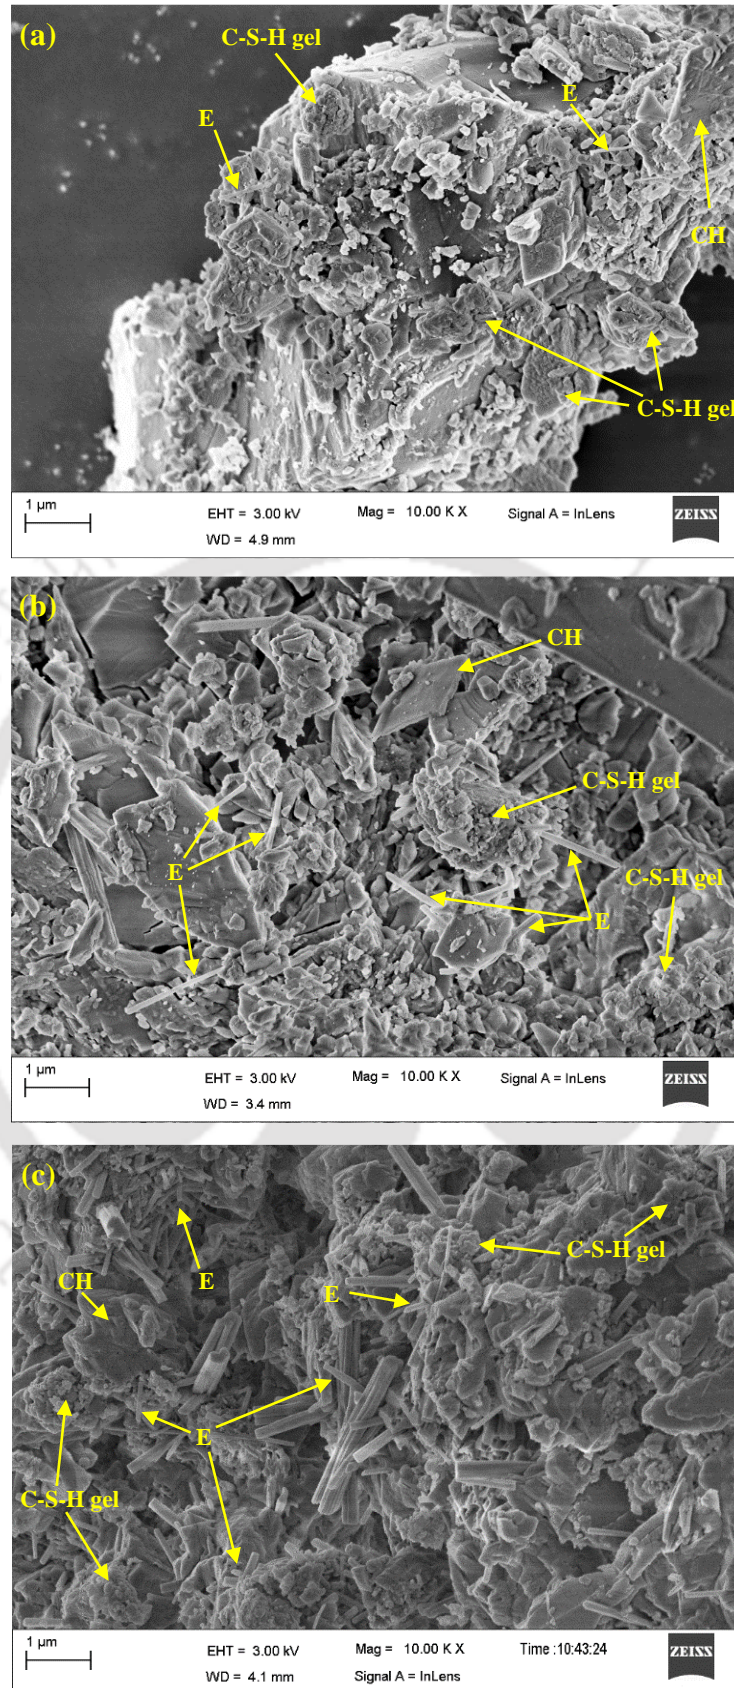 (a)
C-S-H gel
E
E
CH
C-S-H gel
1 µm
EHT = 3.00 kV
Mag = 10.00 K X
Signal A = InLens
ZEISS
WD = 4.9 mm
(b)
CH
C-S-H gel
E
C-S-H gel
E
1 µm
EHT = 3.00 kV
Mag = 10.00 K X
Signal A = InLens
ZEISS
WD = 3.4 mm
(c)
C-S-H gel
CH
E
E
E
C-S-H gel
1 µm
EHT = 3.00 kV
Mag = 10.00 K X
Time :10:43:24
ZEISS
WD = 4.1 mm
Signal A = InLens